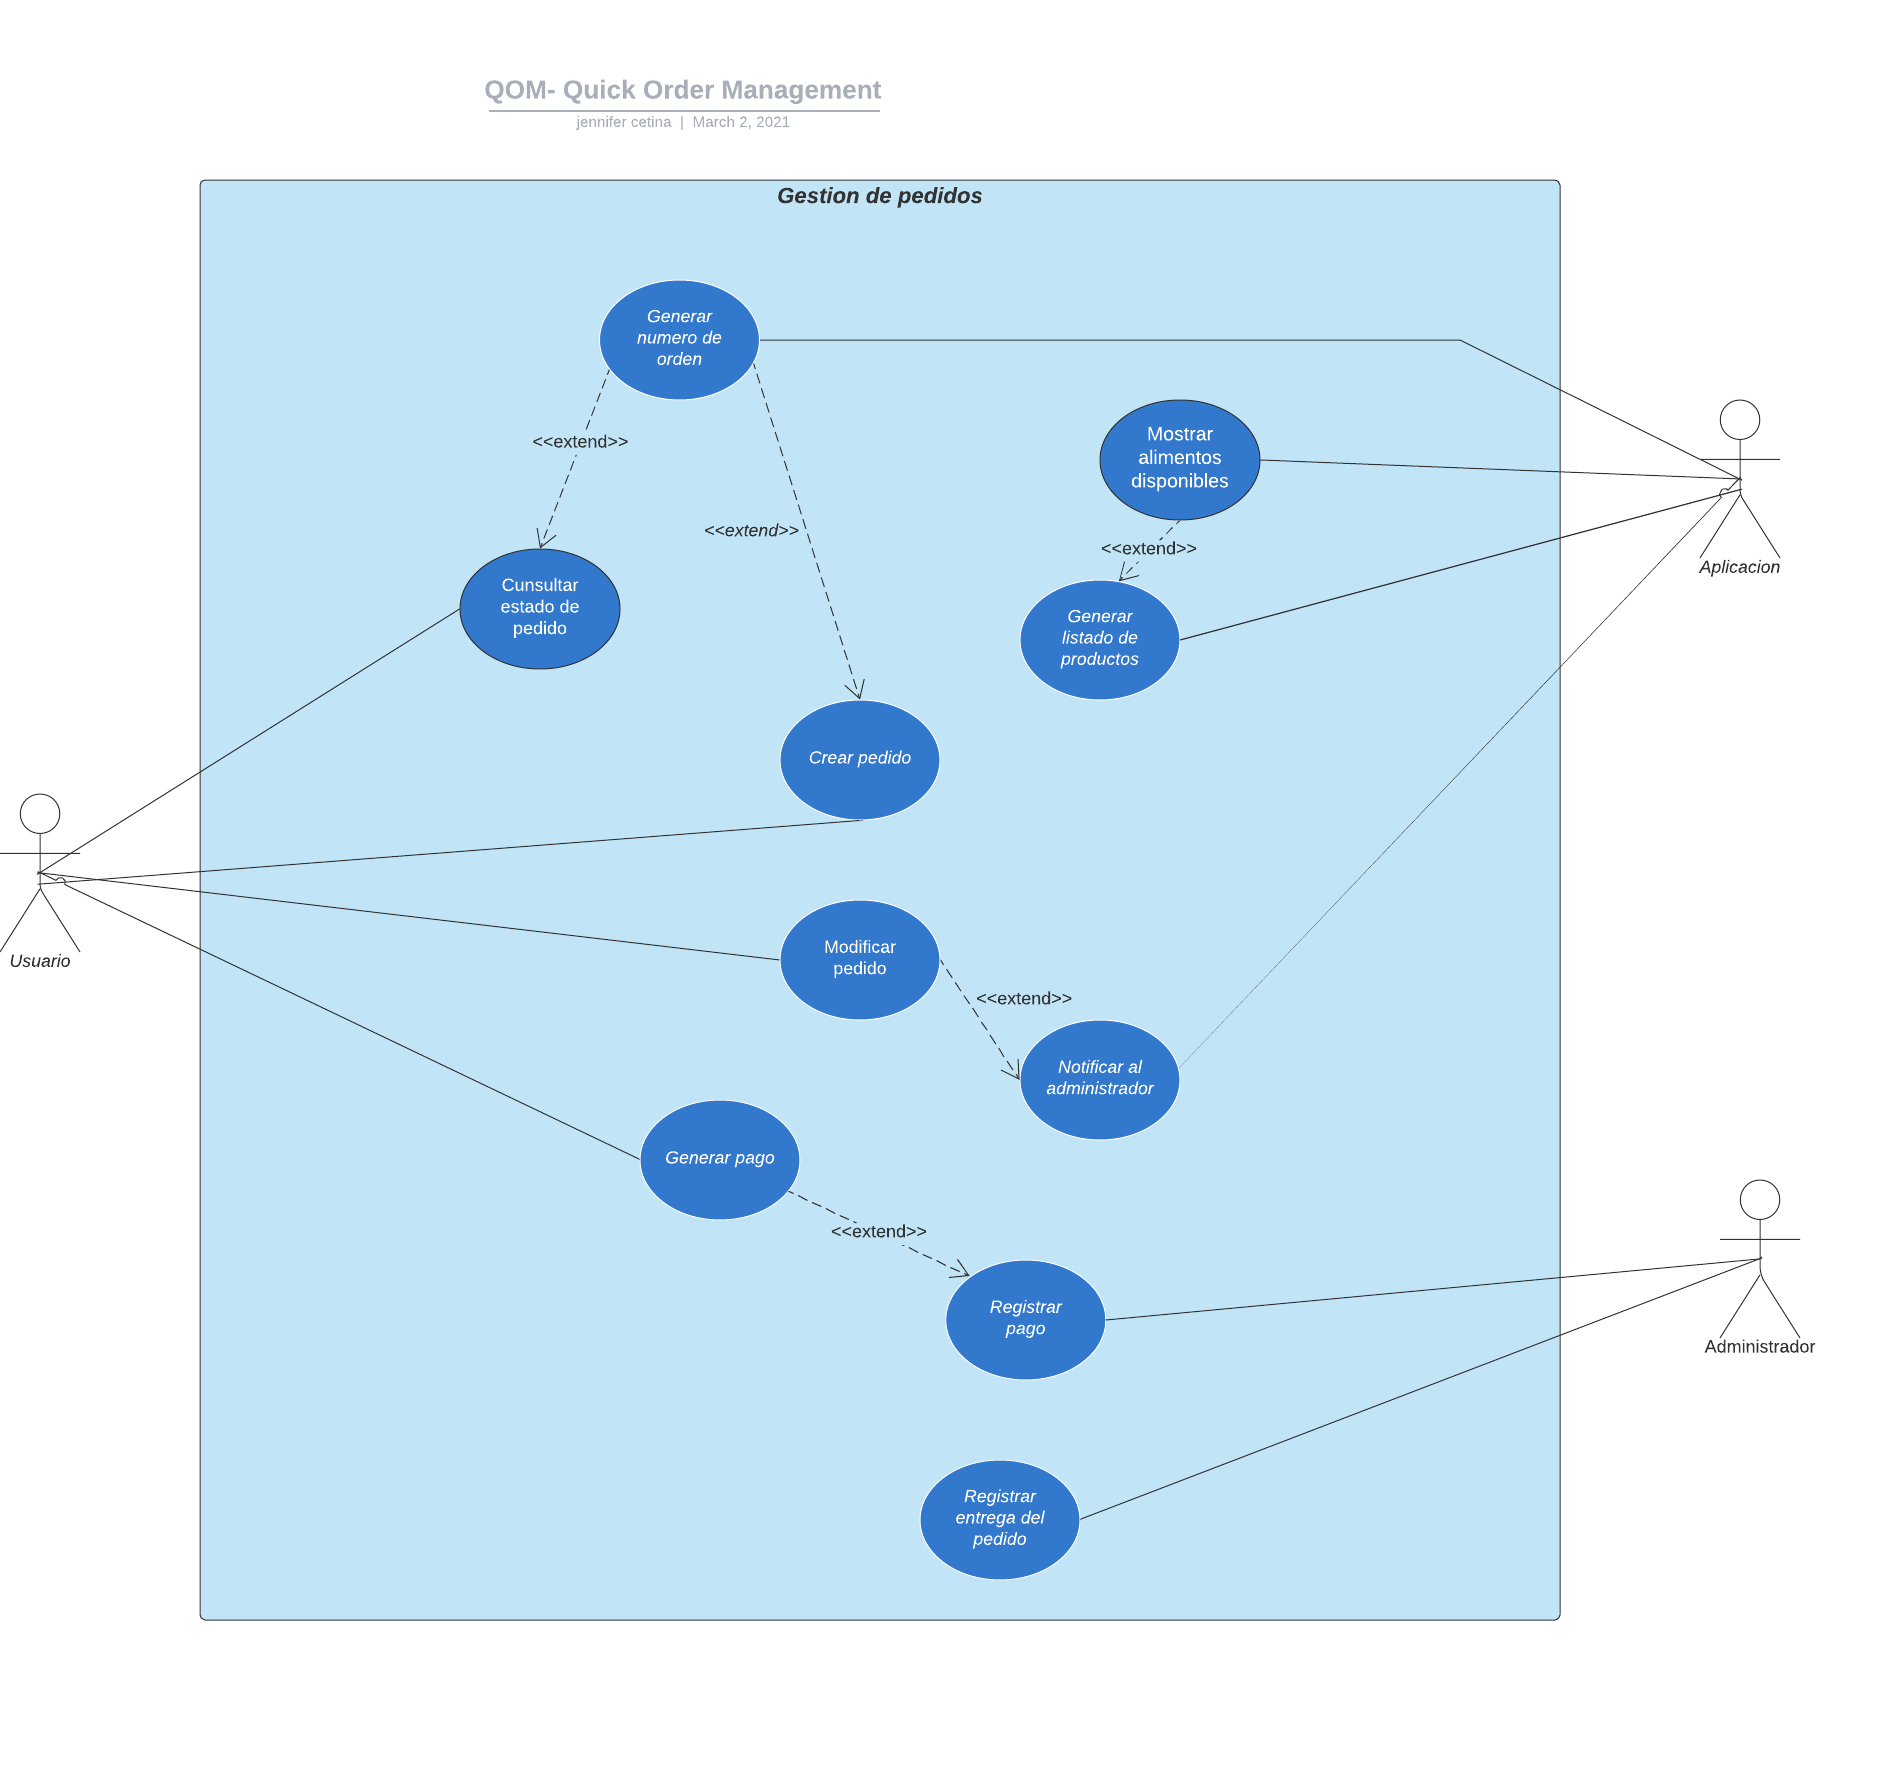 QOM- Quick Order Management
jennifer cetina | March 2, 2021
Gestion de pedidos
Generar
numero de
orden
<<extend>>
<<extend>>
Mostrar
alimentos
disponibles
<<extend>>
Aplicacion
Cunsultar
estado de
pedido
Generar
listado de
productos
Crear pedido
Usuario
Modificar
pedido
<<extend>>
Notificar al
administrador
Generar pago
<<extend>>
Registrar
pago
Administrador
Registrar
entrega del
pedido